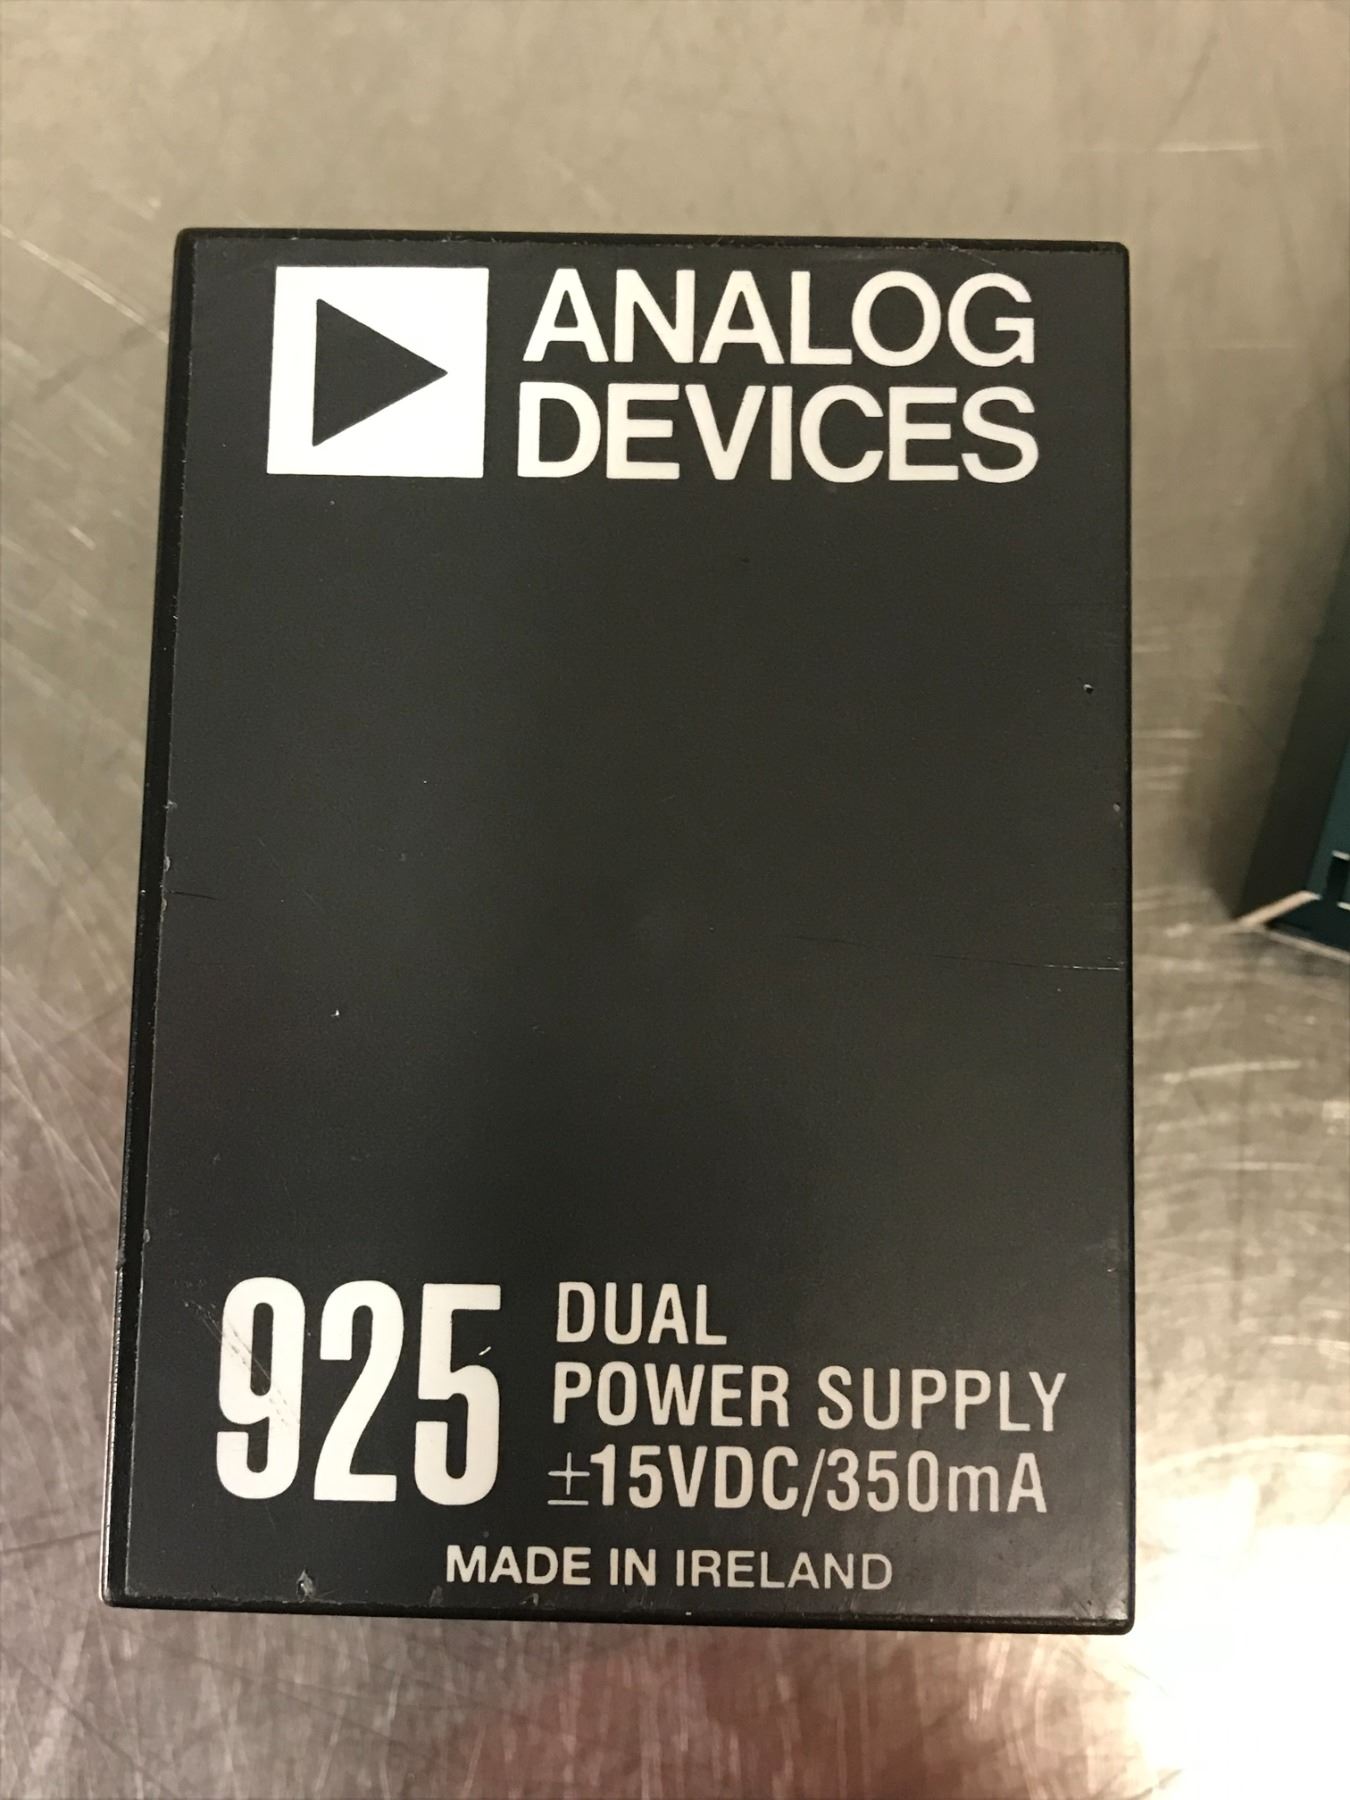 ANALOG
DEVICES
925
DUAL
POWER SUPPLY
±15VDC/350mA
MADE IN IRELAND